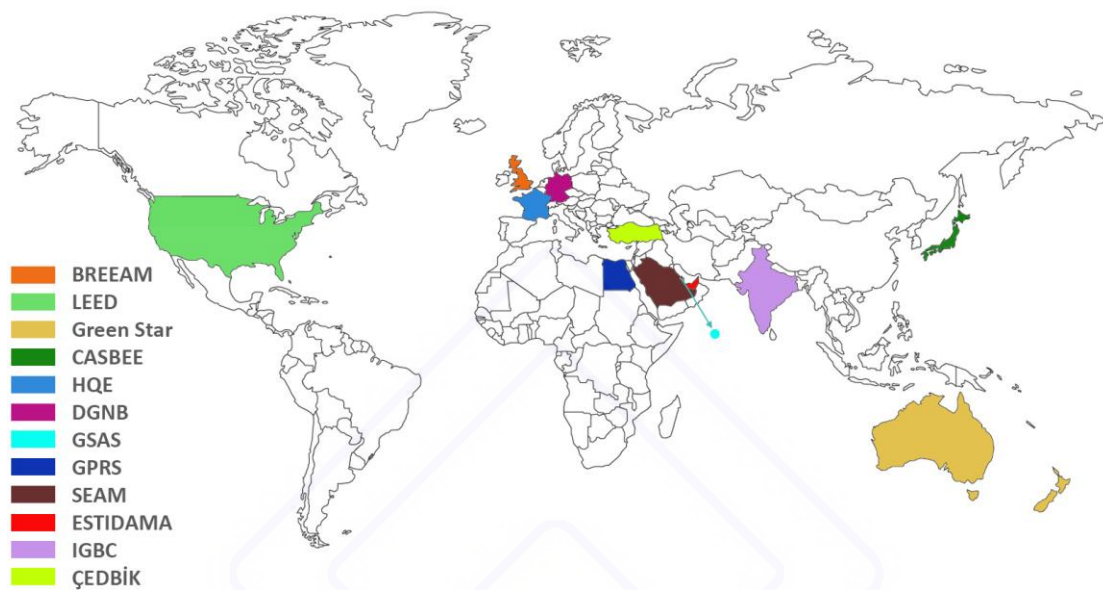 BREEAM
LEED
Green Star
CASBEE
HQE
DGNB
GSAS
GPRS
SEAM
ESTIDAMA
IGBC
ÇEDBİK